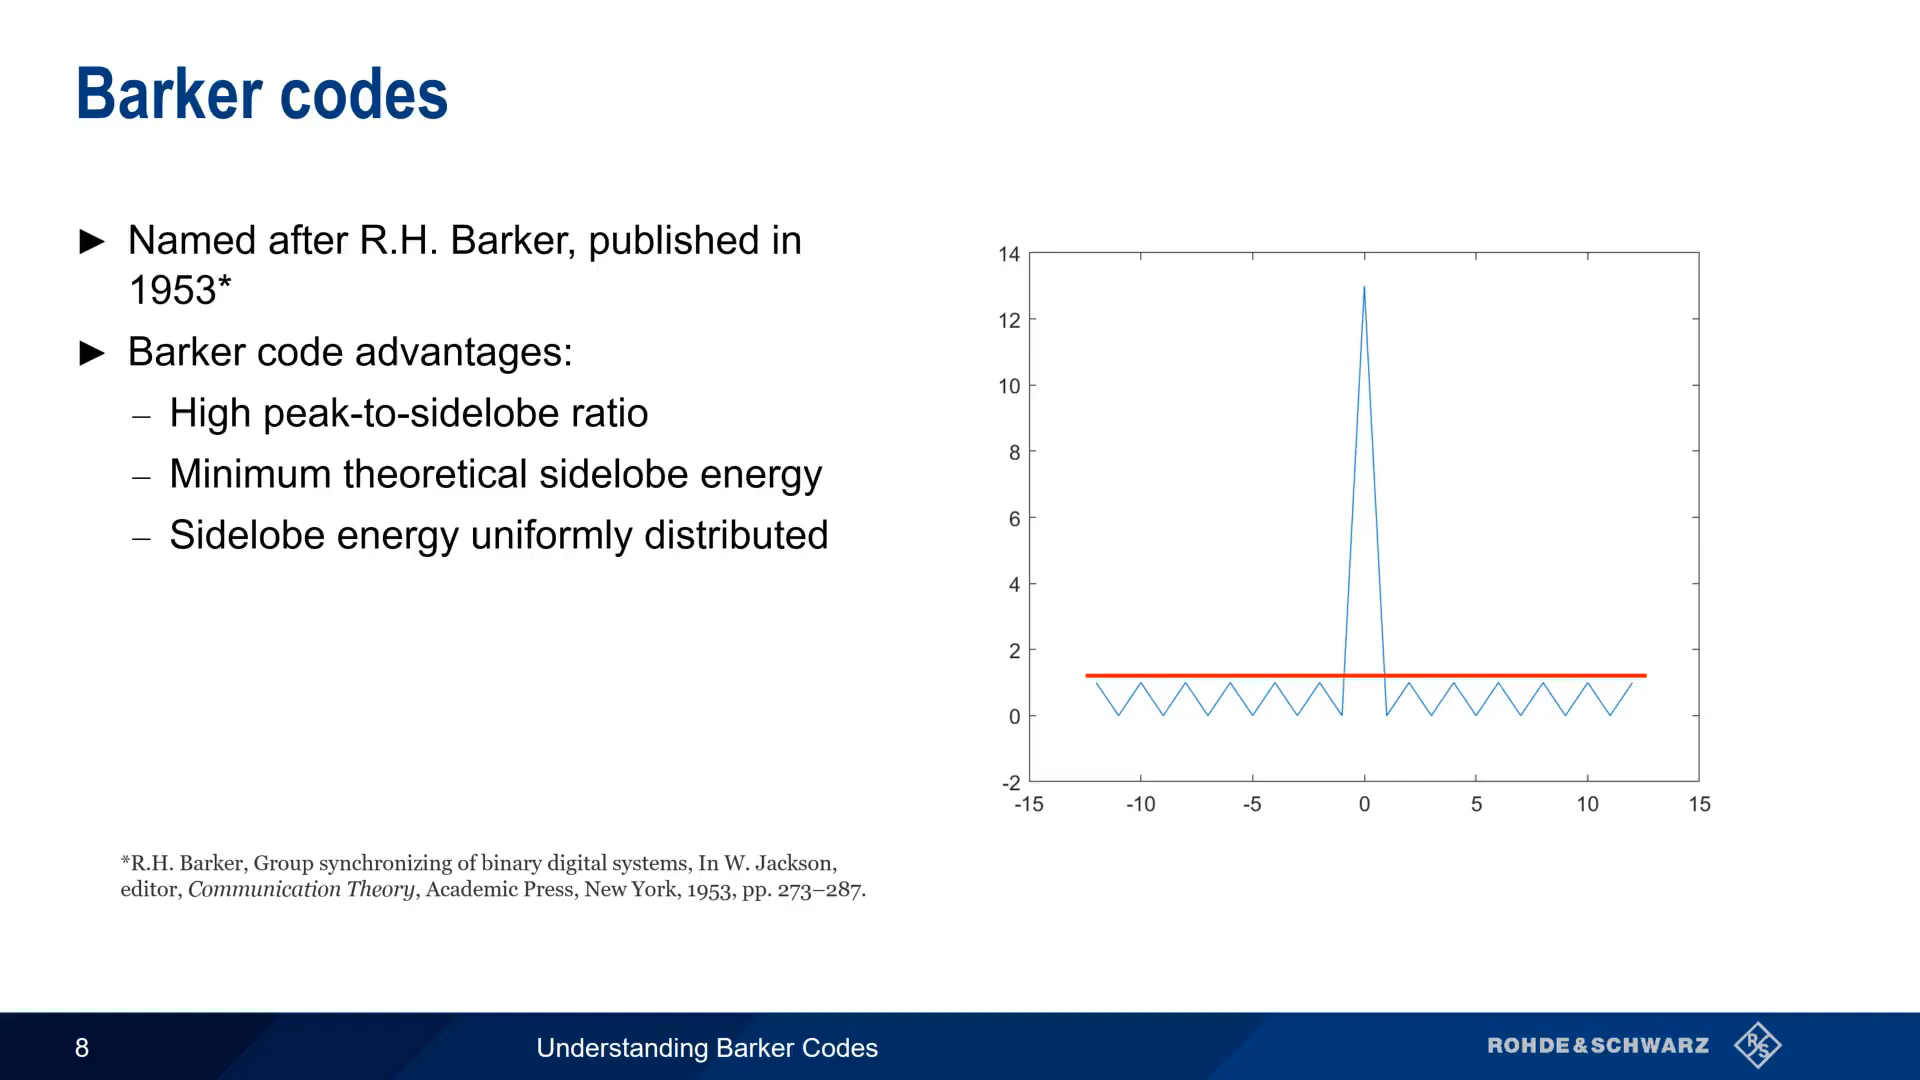 Barker codes
► Named after R.H. Barker, published in
1953*
► Barker code advantages:
– High peak-to-sidelobe ratio
– Minimum theoretical sidelobe energy
– Sidelobe energy uniformly distributed
14
12
10
8
6
4
2
0
-2
-15 -10 -5 0 5 10 15
*R.H. Barker, Group synchronizing of binary digital systems, In W. Jackson,
editor, Communication Theory, Academic Press, New York, 1953, pp. 273–287.
8 Understanding Barker Codes ROHDE&SCHWARZ RS